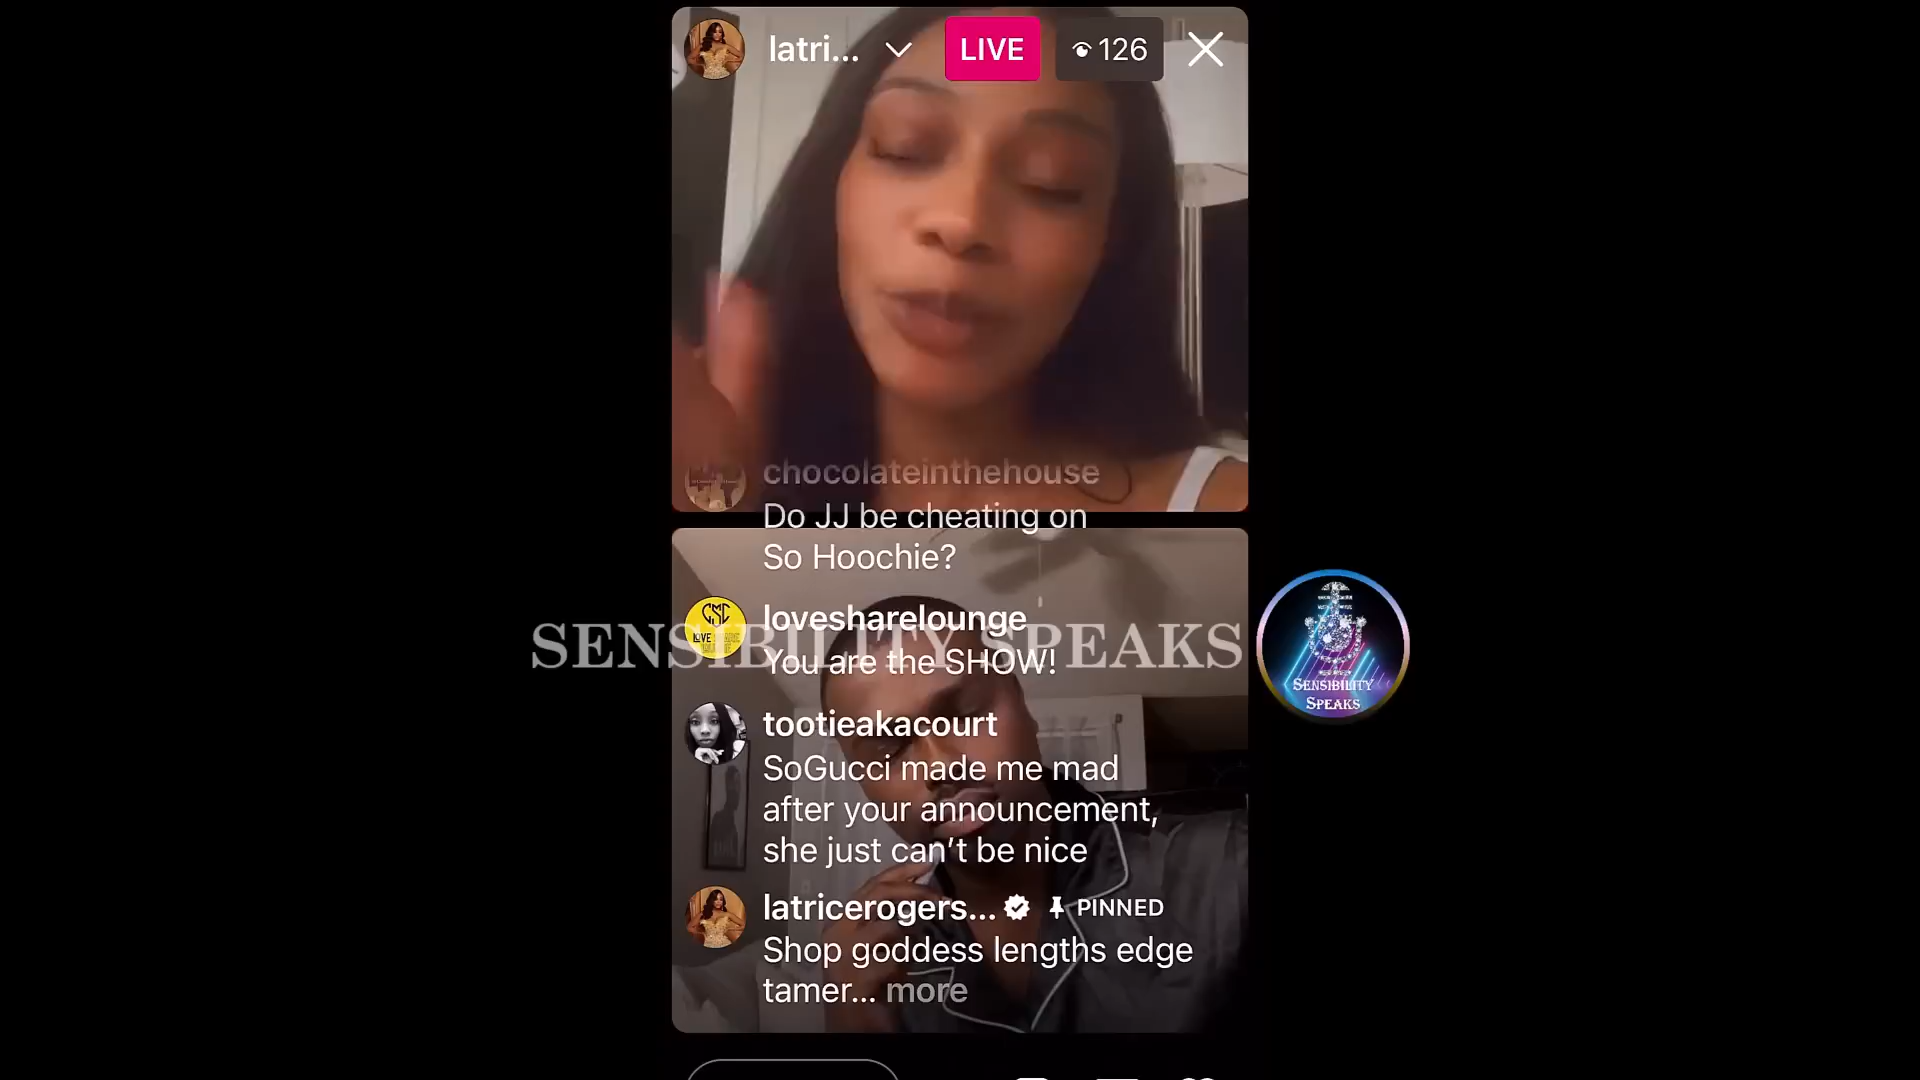 latri...
LIVE
126
chocolateinthehouse
Do JJ be cheating on
So Hoochie?
lovesharelounge
You are the SHOW!
SENSIBILITY SPEAKS
tootieakacourt
SoGucci made me mad
after your announcement,
she just can’t be nice
latricerogers...
PINNED
Shop goddess lengths edge
tamer... more
SENSIBILITY
SPEAKS